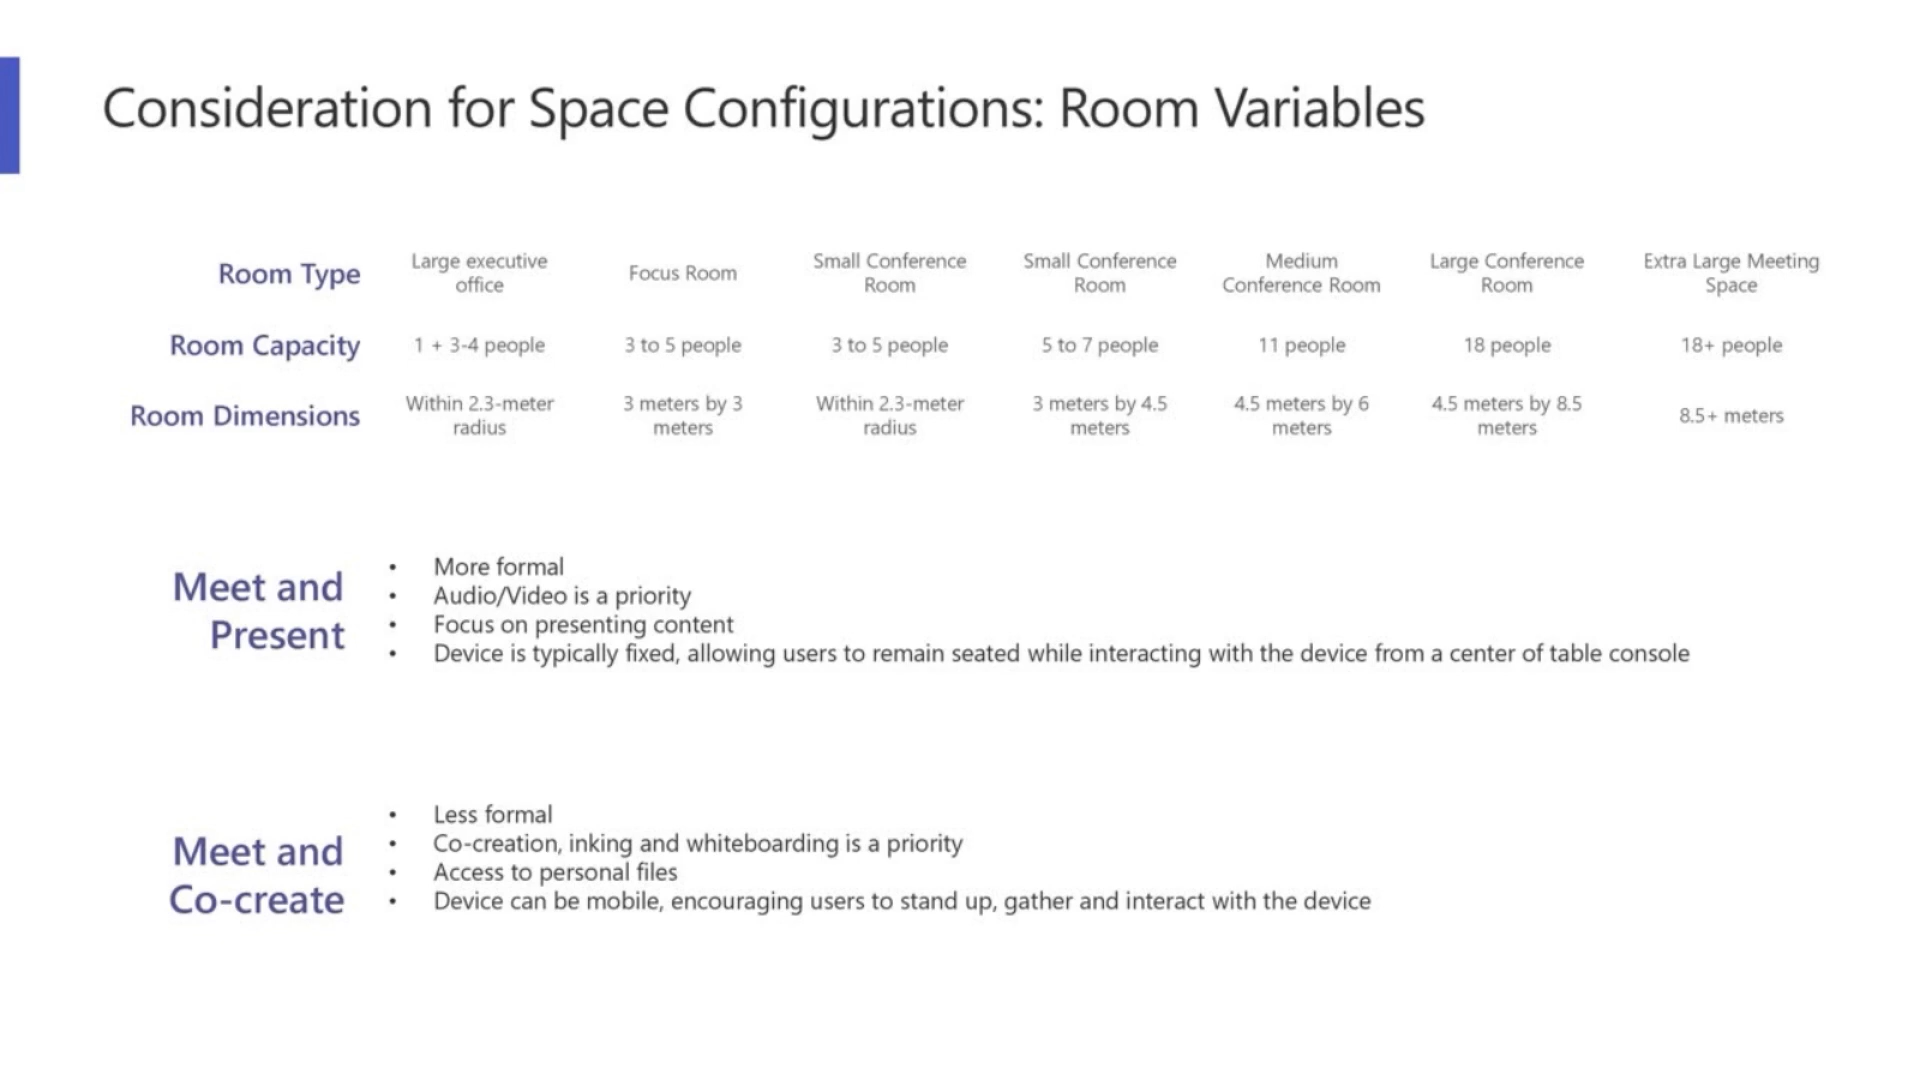 Consideration for Space Configurations: Room Variables
Room Type
Large executive
office
Focus Room
Small Conference
Room
Small Conference
Room
Medium
Conference Room
Large Conference
Room
Extra Large Meeting
Space
Room Capacity
1 + 3-4 people
3 to 5 people
3 to 5 people
5 to 7 people
11 people
18 people
18+ people
Room Dimensions
Within 2.3-meter
radius
3 meters by 3
meters
Within 2.3-meter
radius
3 meters by 4.5
meters
4.5 meters by 6
meters
4.5 meters by 8.5
meters
8.5+ meters
Meet and
Present
• More formal
• Audio/Video is a priority
• Focus on presenting content
• Device is typically fixed, allowing users to remain seated while interacting with the device from a center of table console
Meet and
Co-create
• Less formal
• Co-creation, inking and whiteboarding is a priority
• Access to personal files
• Device can be mobile, encouraging users to stand up, gather and interact with the device